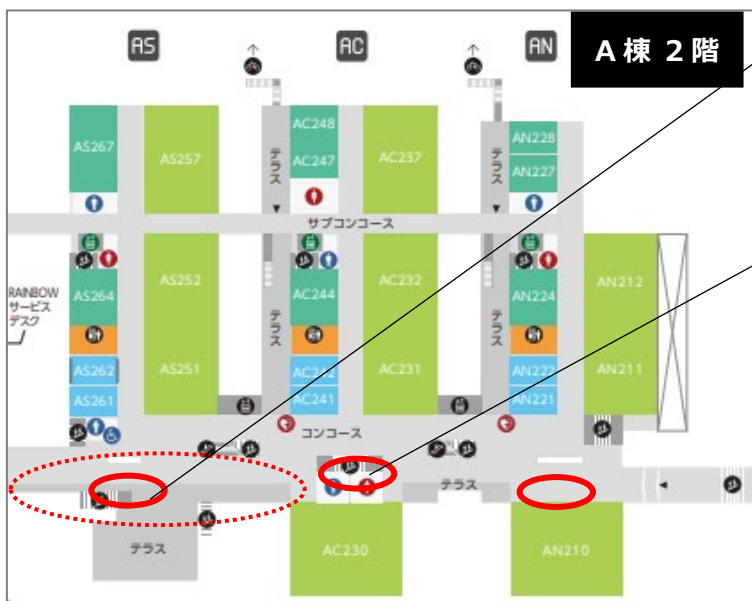 AS
AC
AN
A棟 2階
AS267
AS257
テラス
AC248
AC247
AC237
テラス
AN228
AN227
サブコンコース
RAINBOW
サービス
デスク
AS264
AS252
テラス
AC244
AC232
テラス
AN224
AN212
AS262
AS261
AS251
AC242
AC241
AC231
AN222
AN221
AN211
コンコース
テラス
テラス
AC230
AN210